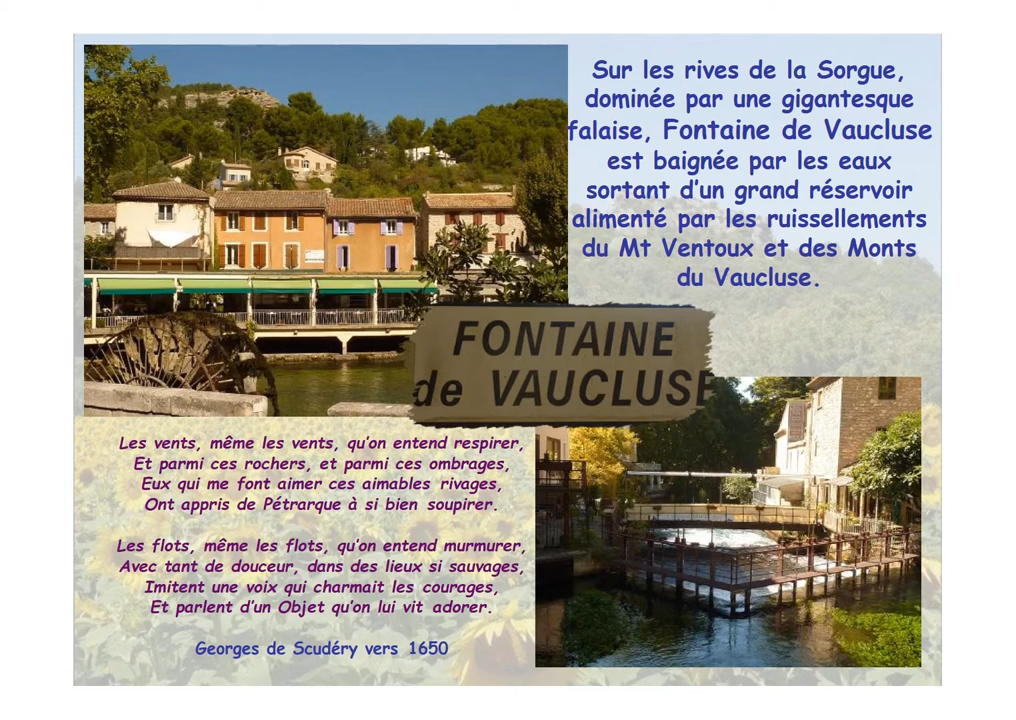 Sur les rives de la Sorgue,
dominée par une gigantesque
falaise, Fontaine de Vaucluse
est baignée par les eaux
sortant d'un grand réservoir
alimenté par les ruissellements
du Mt Ventoux et des Monts
du Vaucluse.
FONTAINE
de VAUCLUSE
Les vents, même les vents, qu'on entend respirer,
Et parmi ces rochers, et parmi ces ombrages,
Eux qui me font aimer ces aimables rivages,
Ont appris de Pétrarque à si bien soupirer.
Les flots, même les flots, qu'on entend murmurer,
Avec tant de douceur, dans des lieux si sauvages,
Imitent une voix qui charmait les courages,
Et parlent d'un Objet qu'on lui vit adorer.
Georges de Scudéry vers 1650